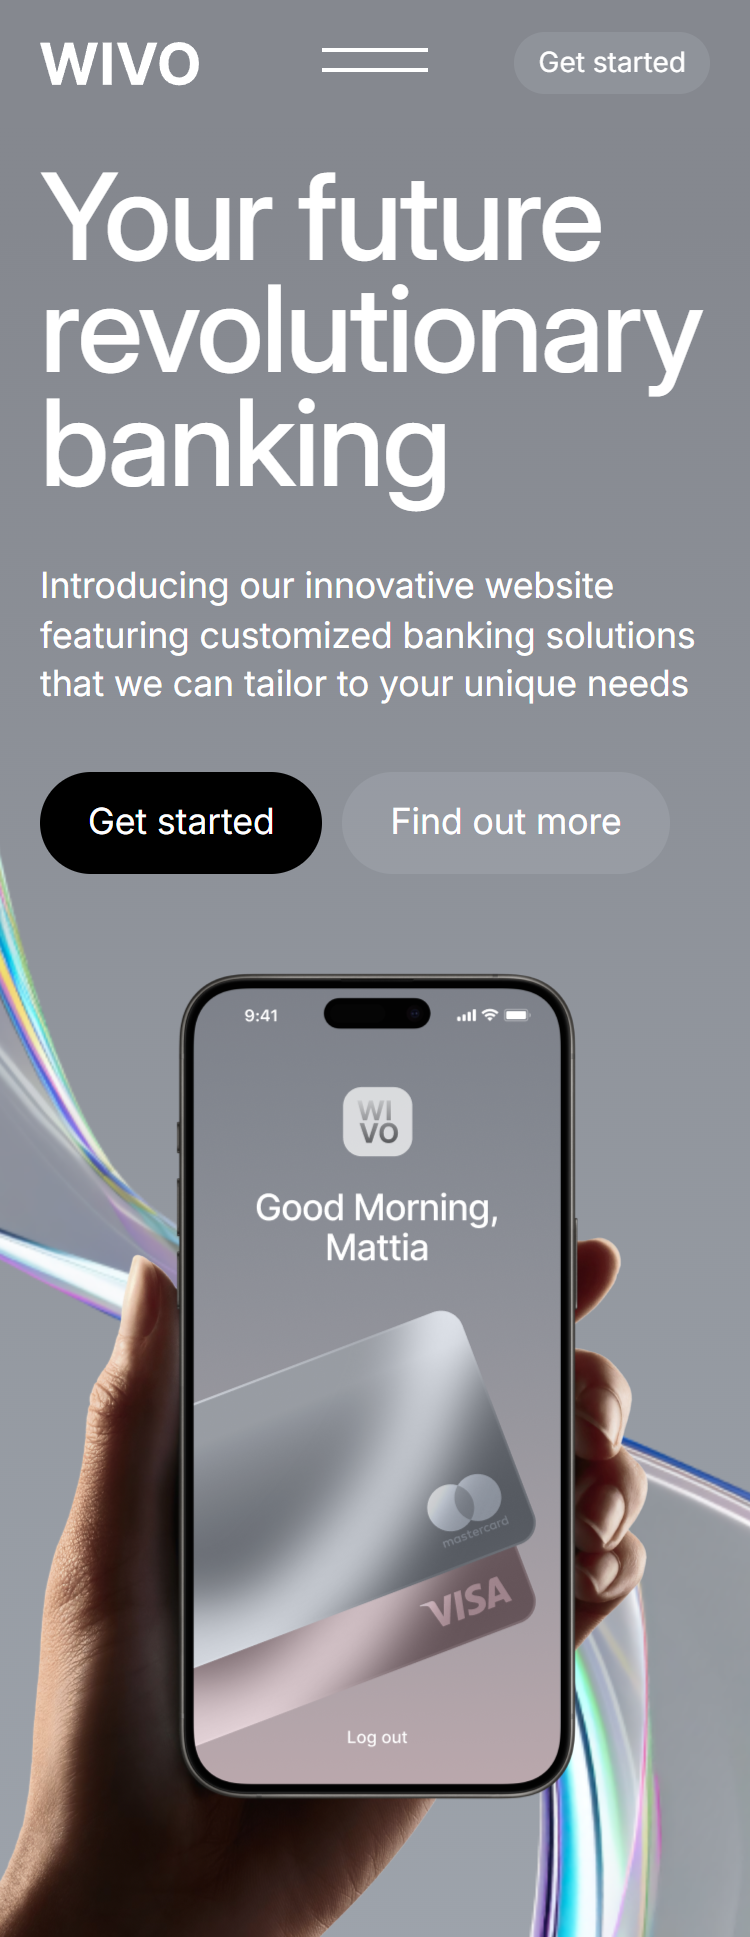 WIVO
Get started
Your future
revolutionary
banking
Introducing our innovative website
featuring customized banking solutions
that we can tailor to your unique needs
Get started
Find out more
9:41
WI
VO
Good Morning,
Mattia
mastercard
VISA
Log out